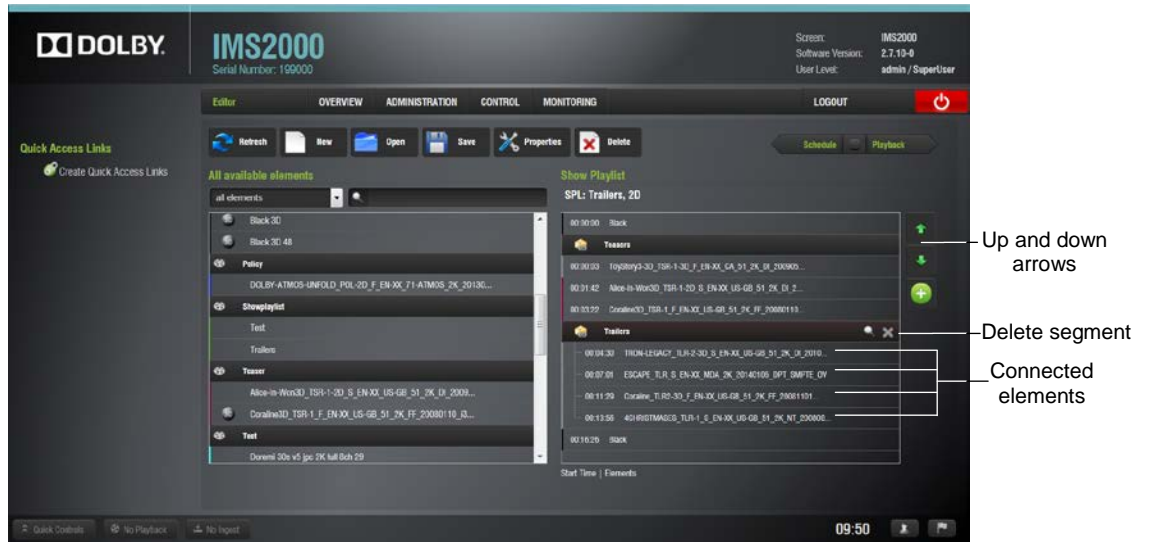 DOLBY.
IMS2000
Serial Number: 199000
Screen: IMS2000
Software Version: 2.7.10-0
User Level: admin / SuperUser
Editor OVERVIEW ADMINISTRATION CONTROL MONITORING LOGOUT
Quick Access Links
Create Quick Access Links
Refresh New Open Save Properties Delete
Schedule Playback
All available elements
all elements
Black 3D
Black 3D 48
Policy
DOLBY-ATMOS-UNFOLD_POL-2D_F_EN-XX_71-ATMOS_2K_20130...
Showplaylist
Test
Trailers
Teaser
Alice-in-Won3D_TSR-1-2D_S_EN-XX_US-GB_51_2K_DI_2009...
Coraline3D_TSR-1_F_EN-XX_US-GB_51_2K_FF_20080110_i3...
Test
Doremi 30s v5 jpc 2K full 8ch 29
Show Playlist
SPL: Trailers, 2D
00:00:00 Black
Teasers
00:00:03 ToyStory3-3D_TSR-1-3D_F_EN-XX_CA_51_2K_DI_200905...
00:01:42 Alice-in-Won3D_TSR-1-2D_S_EN-XX_US-GB_51_2K_DI_2...
00:03:22 Coraline3D_TSR-1_F_EN-XX_US-GB_51_2K_FF_20080110...
Trailers
00:04:30 TRON-LEGACY_TLR-2-3D_S_EN-XX_US-GB_51_2K_DI_2010...
00:07:01 ESCAPE_TLR_S_EN-XX_MDA_2K_20140106_DPT_SMPTE_OV
00:11:29 Coraline_TLR2-3D_F_EN-XX_US-GB_51_2K_FF_20081101...
00:13:56 4CHRISTMASES_TLR-1_S_EN-XX_US-GB_51_2K_NT_200808...
00:16:26 Black
Start Time | Elements
Up and down
arrows
Delete segment
Connected
elements
Quick Controls No Playback No Ingest 09:50